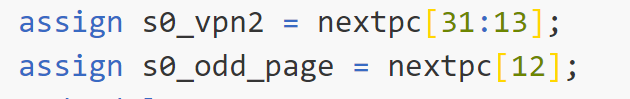 assign s0_vpn2 = nextpc[31:13];
assign s0_odd_page = nextpc[12];